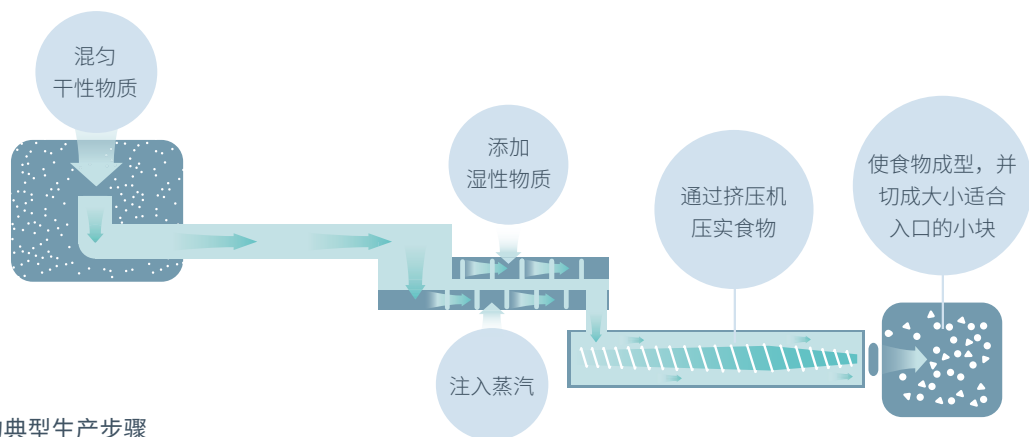 混匀
干性物质
添加
湿性物质
通过挤压机
压实食物
使食物成型，并
切成大小适合
入口的小块
注入蒸汽
典型生产步骤